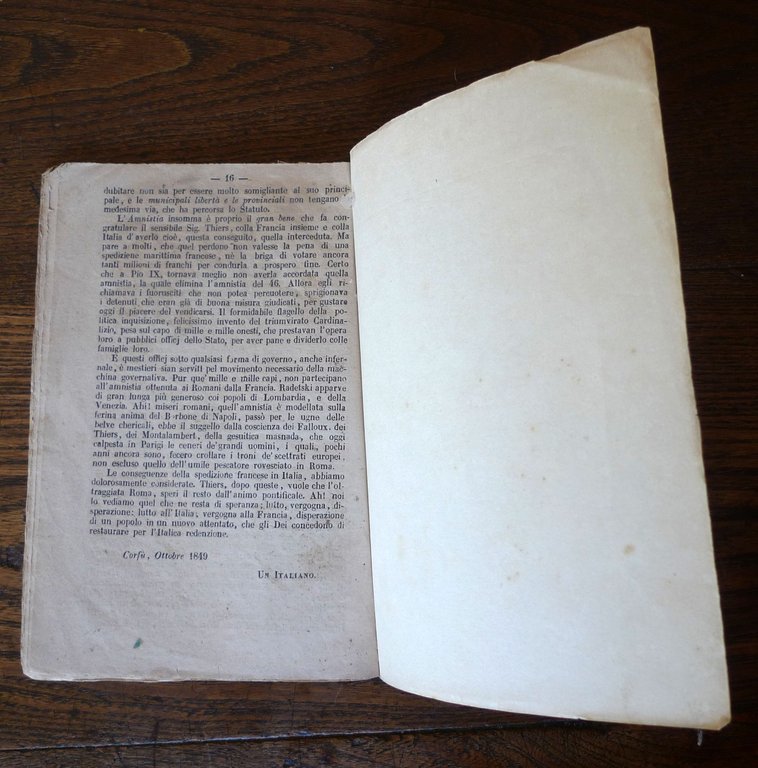 — 16 —
dubitare non sia per essere molto somigliante al suo princi-
pale, e le municipali libertà e le provinciali non tengano
medesima via, che ha percorsa lo Statuto.
L'Amnistia insomma è proprio il gran bene che fa con-
gratulare il sensibile Sig. Thiers, colla Francia insieme e colla
Italia d'averlo cioè, questa conseguito, quella interceduta. Ma
pare a molti, che quel perdono non valesse la pena di una
spedizione marittima francese, nè la briga di votare ancora
tanti milioni di franchi per condurla a prospero fine. Certo
che a Pio IX, tornava meglio non averla accordata quella
amnistia, la quale elimina l'amnistia del 46. Allora egli ri-
chiamava i fuorusciti che non potea percuotere, sprigionava
i detenuti che eran già di buona misura giudicati, per gustare
oggi il piacere del vendicarsi. Il formidabile flagello della po-
litica inquisizione, felicissimo invento del triumvirato Cardina-
lizio, pesa sul capo di mille e mille onesti, che prestavan l'opera
loro a pubblici officj dello Stato, per aver pane e dividerlo colle
famiglie loro.
E questi officj sotto qualsiasi forma di governo, anche infer-
nale, è mestieri sian serviti pel movimento necessario della mac-
china governativa. Pur que' mille e mille rapi, non partecipano
all'amnistia ottenuta ai Romani dalla Francia. Radetski apparve
di gran lunga più generoso coi popoli di Lombardia, e della
Venezia. Ahi! miseri romani, quell'amnistia è modellata sulla
ferina anima del Borbone di Napoli, passò per le ugne delle
belve chericali, ebbe il suggello dalla coscienza dei Falloux. dei
Thiers, dei Montalambert, della gesuitica masnada, che oggi
calpesta in Parigi le ceneri de'grandi uomini, i quali, pochi
anni ancora sono, fecero crollare i troni de'scettrati europei,
non escluso quello dell'umile pescatore rovesciato in Roma.
Le conseguenze della spedizione francese in Italia, abbiamo
dolorosamente considerate. Thiers, dopo queste, vuole che l'ol-
traggiata Roma, speri il resto dall'animo pontificale. Ah! noi
lo vediamo quel che ne resta di speranza; lutto, vergogna, di-
sperazione: lutto all'Italia; vergogna alla Francia, disperazione
di un popolo in un nuovo attentato, che gli Dei concedono di
restaurare per l'Italica redenzione.
Corfù, Ottobre 1849
UN ITALIANO.